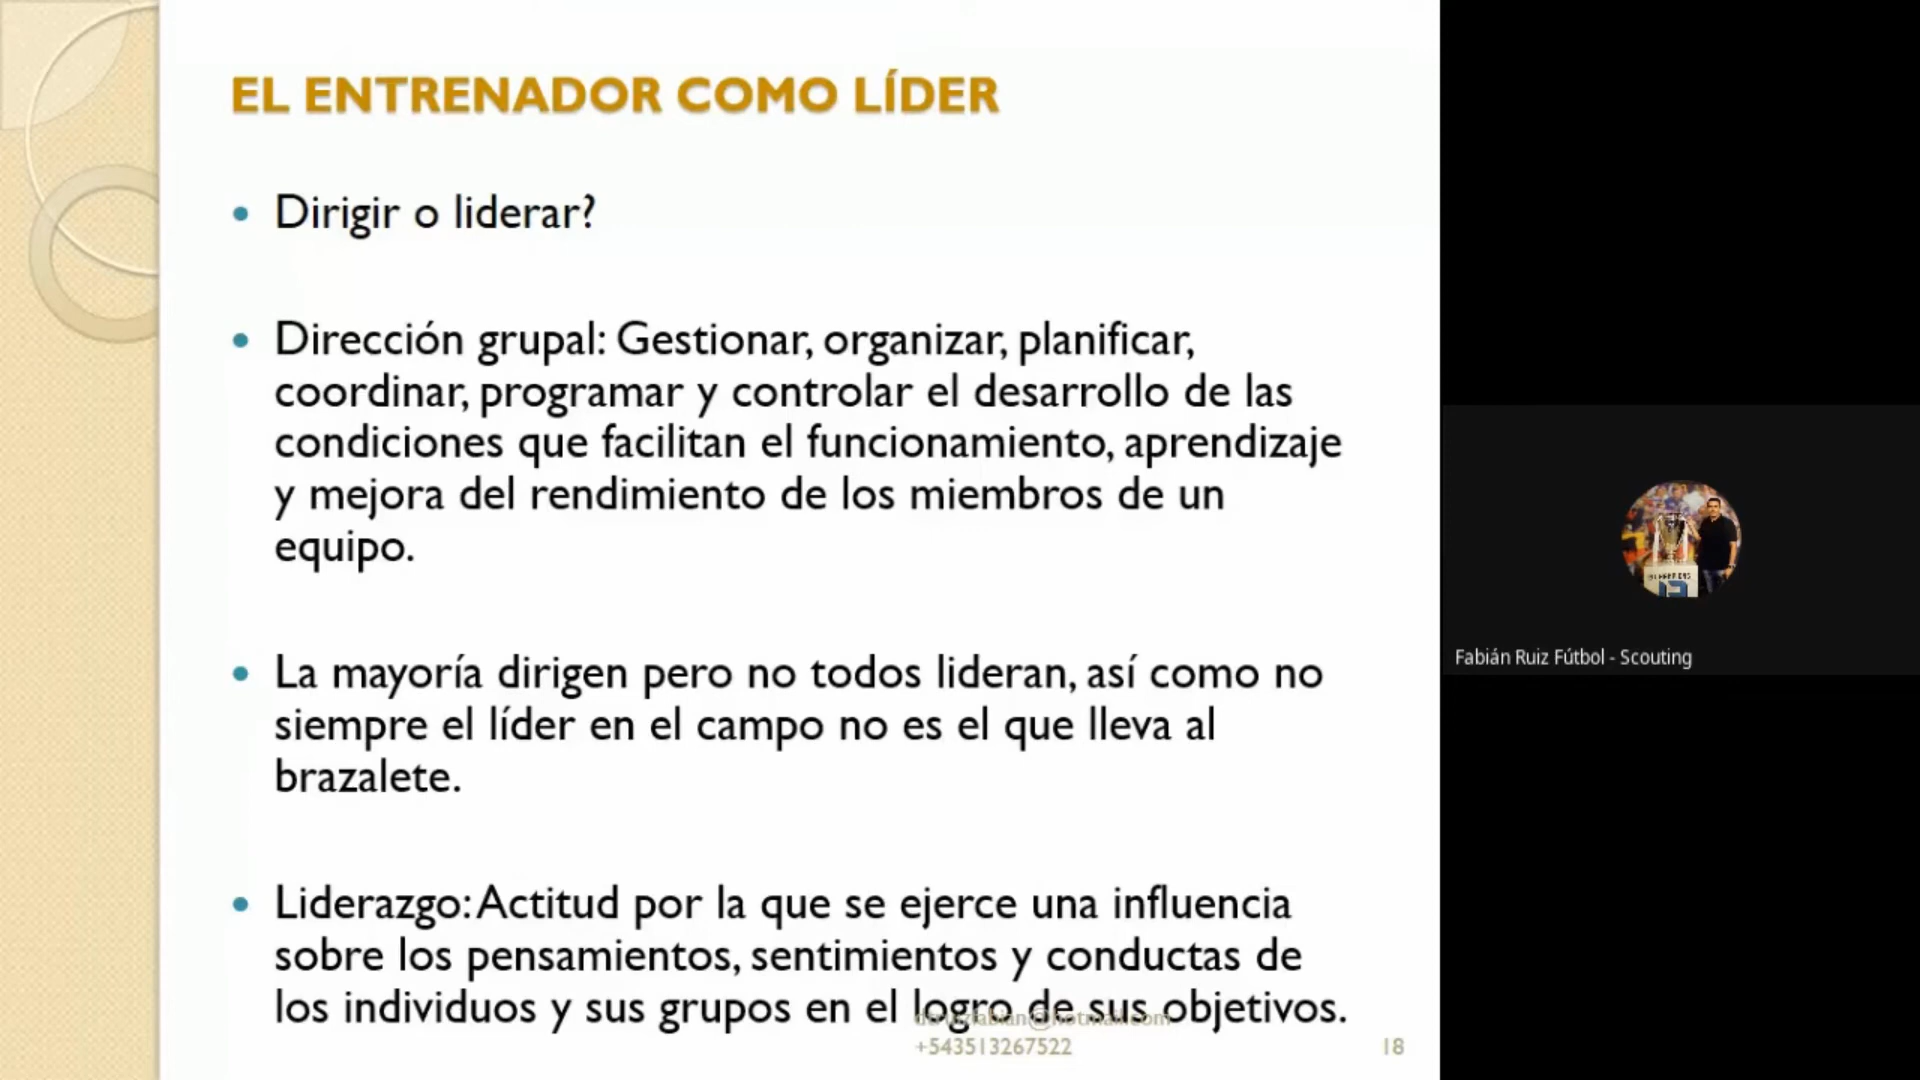 EL ENTRENADOR COMO LÍDER
Dirigir o liderar?
Dirección grupal: Gestionar, organizar, planificar,
coordinar, programar y controlar el desarrollo de las
condiciones que facilitan el funcionamiento, aprendizaje
y mejora del rendimiento de los miembros de un
equipo.
La mayoría dirigen pero no todos lideran, así como no
siempre el líder en el campo no es el que lleva al
brazalete.
Liderazgo: Actitud por la que se ejerce una influencia
sobre los pensamientos, sentimientos y conductas de
los individuos y sus grupos en el logro de sus objetivos.
+543513267522
18
Fabián Ruiz Fútbol - Scouting